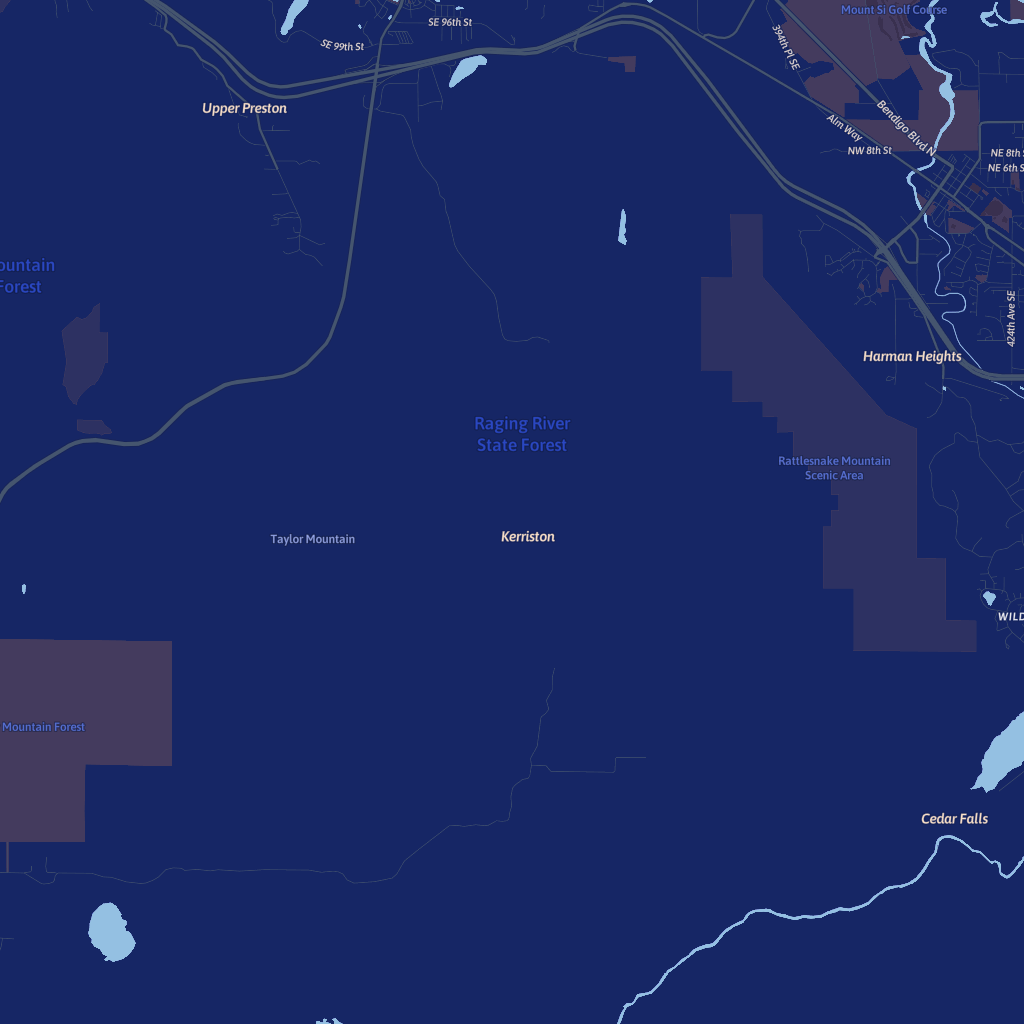 Mount Si Golf Course
SE 96th St
SE 99th St
394th Pl SE
Upper Preston
Bendigo Blvd N
Alm Way
NW 8th St
NE 8th S
NE 6th S
ountain
Forest
424th Ave SE
Harman Heights
Raging River
State Forest
Rattlesnake Mountain
Scenic Area
Taylor Mountain
Kerriston
WILD
Mountain Forest
Cedar Falls